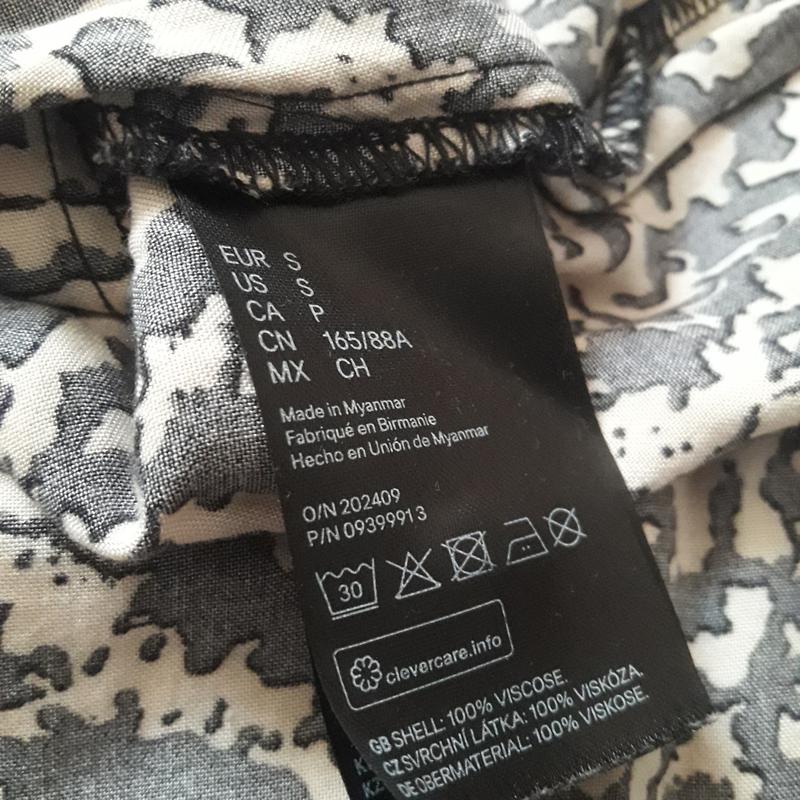 EUR S
US S
CA P
CN 165/88A
MX CH
Made in Myanmar
Fabriqué en Birmanie
Hecho en Unión de Myanmar
O/N 202409
P/N 09399913
30
clevercare.info
GB SHELL: 100% VISCOSE.
CZ SVRCHNÍ LÁTKA: 100% VISKÓZA.
DE OBERMATERIAL: 100% VISKOSE.